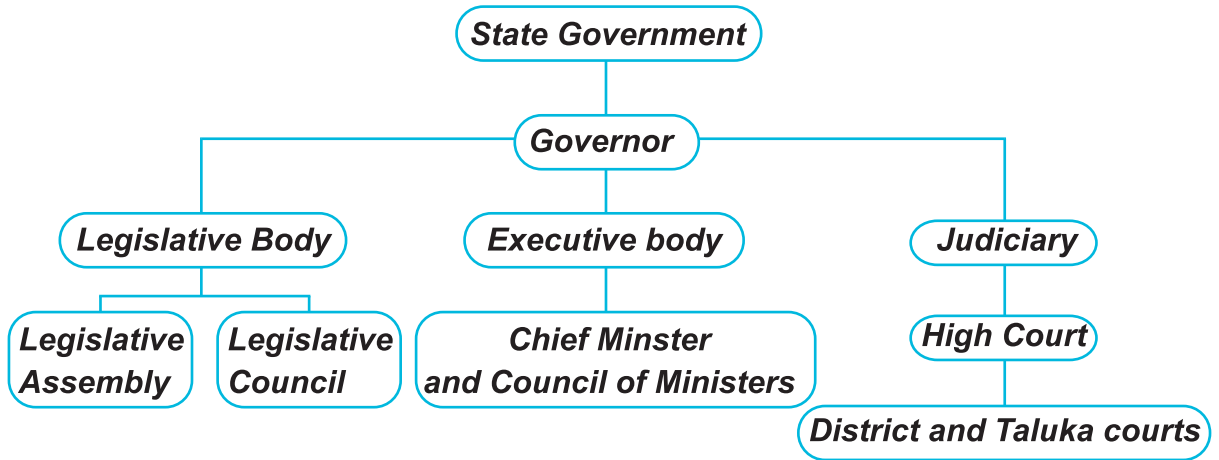 State Government
Governor
Legislative Body
Executive body
Judiciary
Legislative
Assembly
Legislative
Council
Chief Minster
and Council of Ministers
High Court
District and Taluka courts